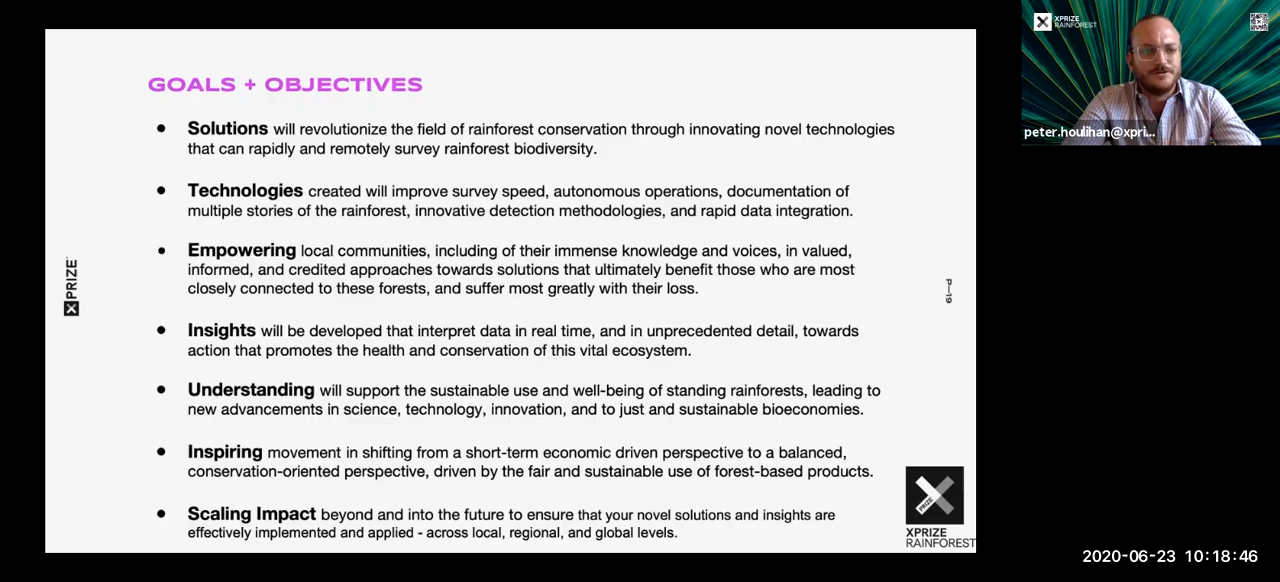 GOALS + OBJECTIVES
• Solutions will revolutionize the field of rainforest conservation through innovating novel technologies
that can rapidly and remotely survey rainforest biodiversity.
• Technologies created will improve survey speed, autonomous operations, documentation of
multiple stories of the rainforest, innovative detection methodologies, and rapid data integration.
• Empowering local communities, including of their immense knowledge and voices, in valued,
informed, and credited approaches towards solutions that ultimately benefit those who are most
closely connected to these forests, and suffer most greatly with their loss.
• Insights will be developed that interpret data in real time, and in unprecedented detail, towards
action that promotes the health and conservation of this vital ecosystem.
• Understanding will support the sustainable use and well-being of standing rainforests, leading to
new advancements in science, technology, innovation, and to just and sustainable bioeconomies.
• Inspiring movement in shifting from a short-term economic driven perspective to a balanced,
conservation-oriented perspective, driven by the fair and sustainable use of forest-based products.
• Scaling Impact beyond and into the future to ensure that your novel solutions and insights are
effectively implemented and applied - across local, regional, and global levels.
XPRIZE
P—19
XPRIZE
XPRIZE
RAINFOREST
XPRIZE
RAINFOREST
peter.houlihan@xpri...
2020-06-23 10:18:46